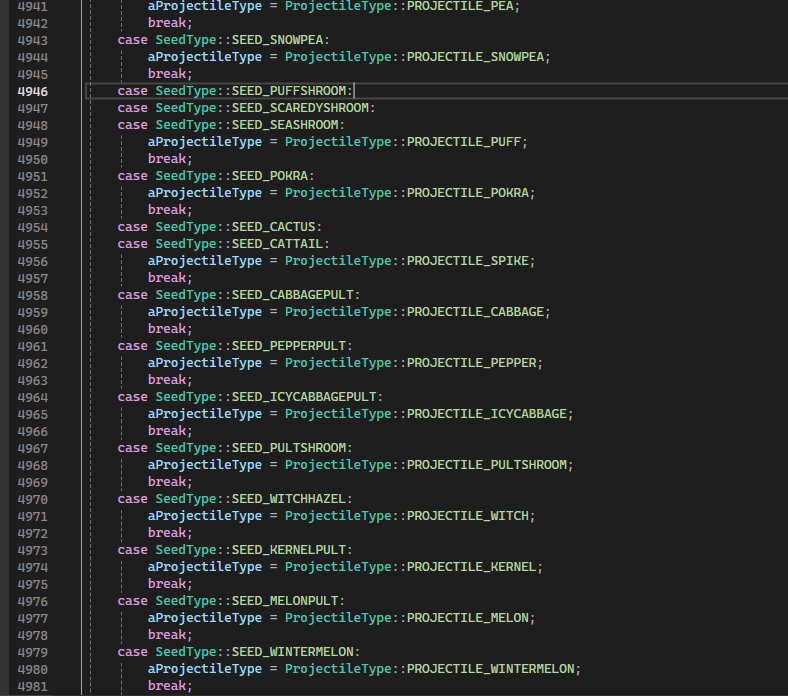 4941 aProjectileType = ProjectileType::PROJECTILE_PEA;
4942 break;
4943 case SeedType::SEED_SNOWPEA:
4944 aProjectileType = ProjectileType::PROJECTILE_SNOWPEA;
4945 break;
4946 case SeedType::SEED_PUFFSHROOM:
4947 case SeedType::SEED_SCAREDYSHROOM:
4948 case SeedType::SEED_SEASHROOM:
4949 aProjectileType = ProjectileType::PROJECTILE_PUFF;
4950 break;
4951 case SeedType::SEED_POKRA:
4952 aProjectileType = ProjectileType::PROJECTILE_POKRA;
4953 break;
4954 case SeedType::SEED_CACTUS:
4955 case SeedType::SEED_CATTAIL:
4956 aProjectileType = ProjectileType::PROJECTILE_SPIKE;
4957 break;
4958 case SeedType::SEED_CABBAGEPULT:
4959 aProjectileType = ProjectileType::PROJECTILE_CABBAGE;
4960 break;
4961 case SeedType::SEED_PEPPERPULT:
4962 aProjectileType = ProjectileType::PROJECTILE_PEPPER;
4963 break;
4964 case SeedType::SEED_ICYCABBAGEPULT:
4965 aProjectileType = ProjectileType::PROJECTILE_ICYCABBAGE;
4966 break;
4967 case SeedType::SEED_PULTSHROOM:
4968 aProjectileType = ProjectileType::PROJECTILE_PULTSHROOM;
4969 break;
4970 case SeedType::SEED_WITCHHAZEL:
4971 aProjectileType = ProjectileType::PROJECTILE_WITCH;
4972 break;
4973 case SeedType::SEED_KERNELPULT:
4974 aProjectileType = ProjectileType::PROJECTILE_KERNEL;
4975 break;
4976 case SeedType::SEED_MELONPULT:
4977 aProjectileType = ProjectileType::PROJECTILE_MELON;
4978 break;
4979 case SeedType::SEED_WINTERMELON:
4980 aProjectileType = ProjectileType::PROJECTILE_WINTERMELON;
4981 break;